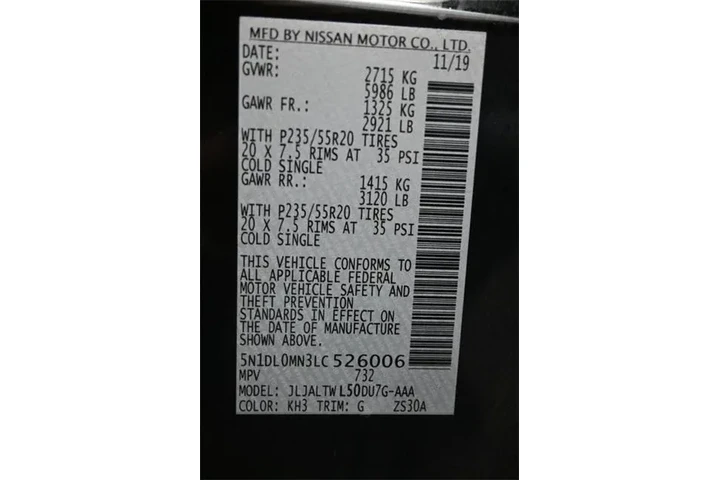 MFD BY NISSAN MOTOR CO., LTD.
DATE: 11/19
GVWR: 2715 KG
5986 LB
GAWR FR.: 1325 KG
2921 LB
WITH P235/55R20 TIRES
20 X 7.5 RIMS AT 35 PSI
COLD SINGLE
GAWR RR.: 1415 KG
3120 LB
WITH P235/55R20 TIRES
20 X 7.5 RIMS AT 35 PSI
COLD SINGLE
THIS VEHICLE CONFORMS TO
ALL APPLICABLE FEDERAL
MOTOR VEHICLE SAFETY AND
THEFT PREVENTION
STANDARDS IN EFFECT ON
THE DATE OF MANUFACTURE
SHOWN ABOVE.
5N1DL0MN3LC526006
MPV 732
MODEL: JLJALTWL50DU7G-AAA
COLOR: KH3 TRIM: G ZS30A